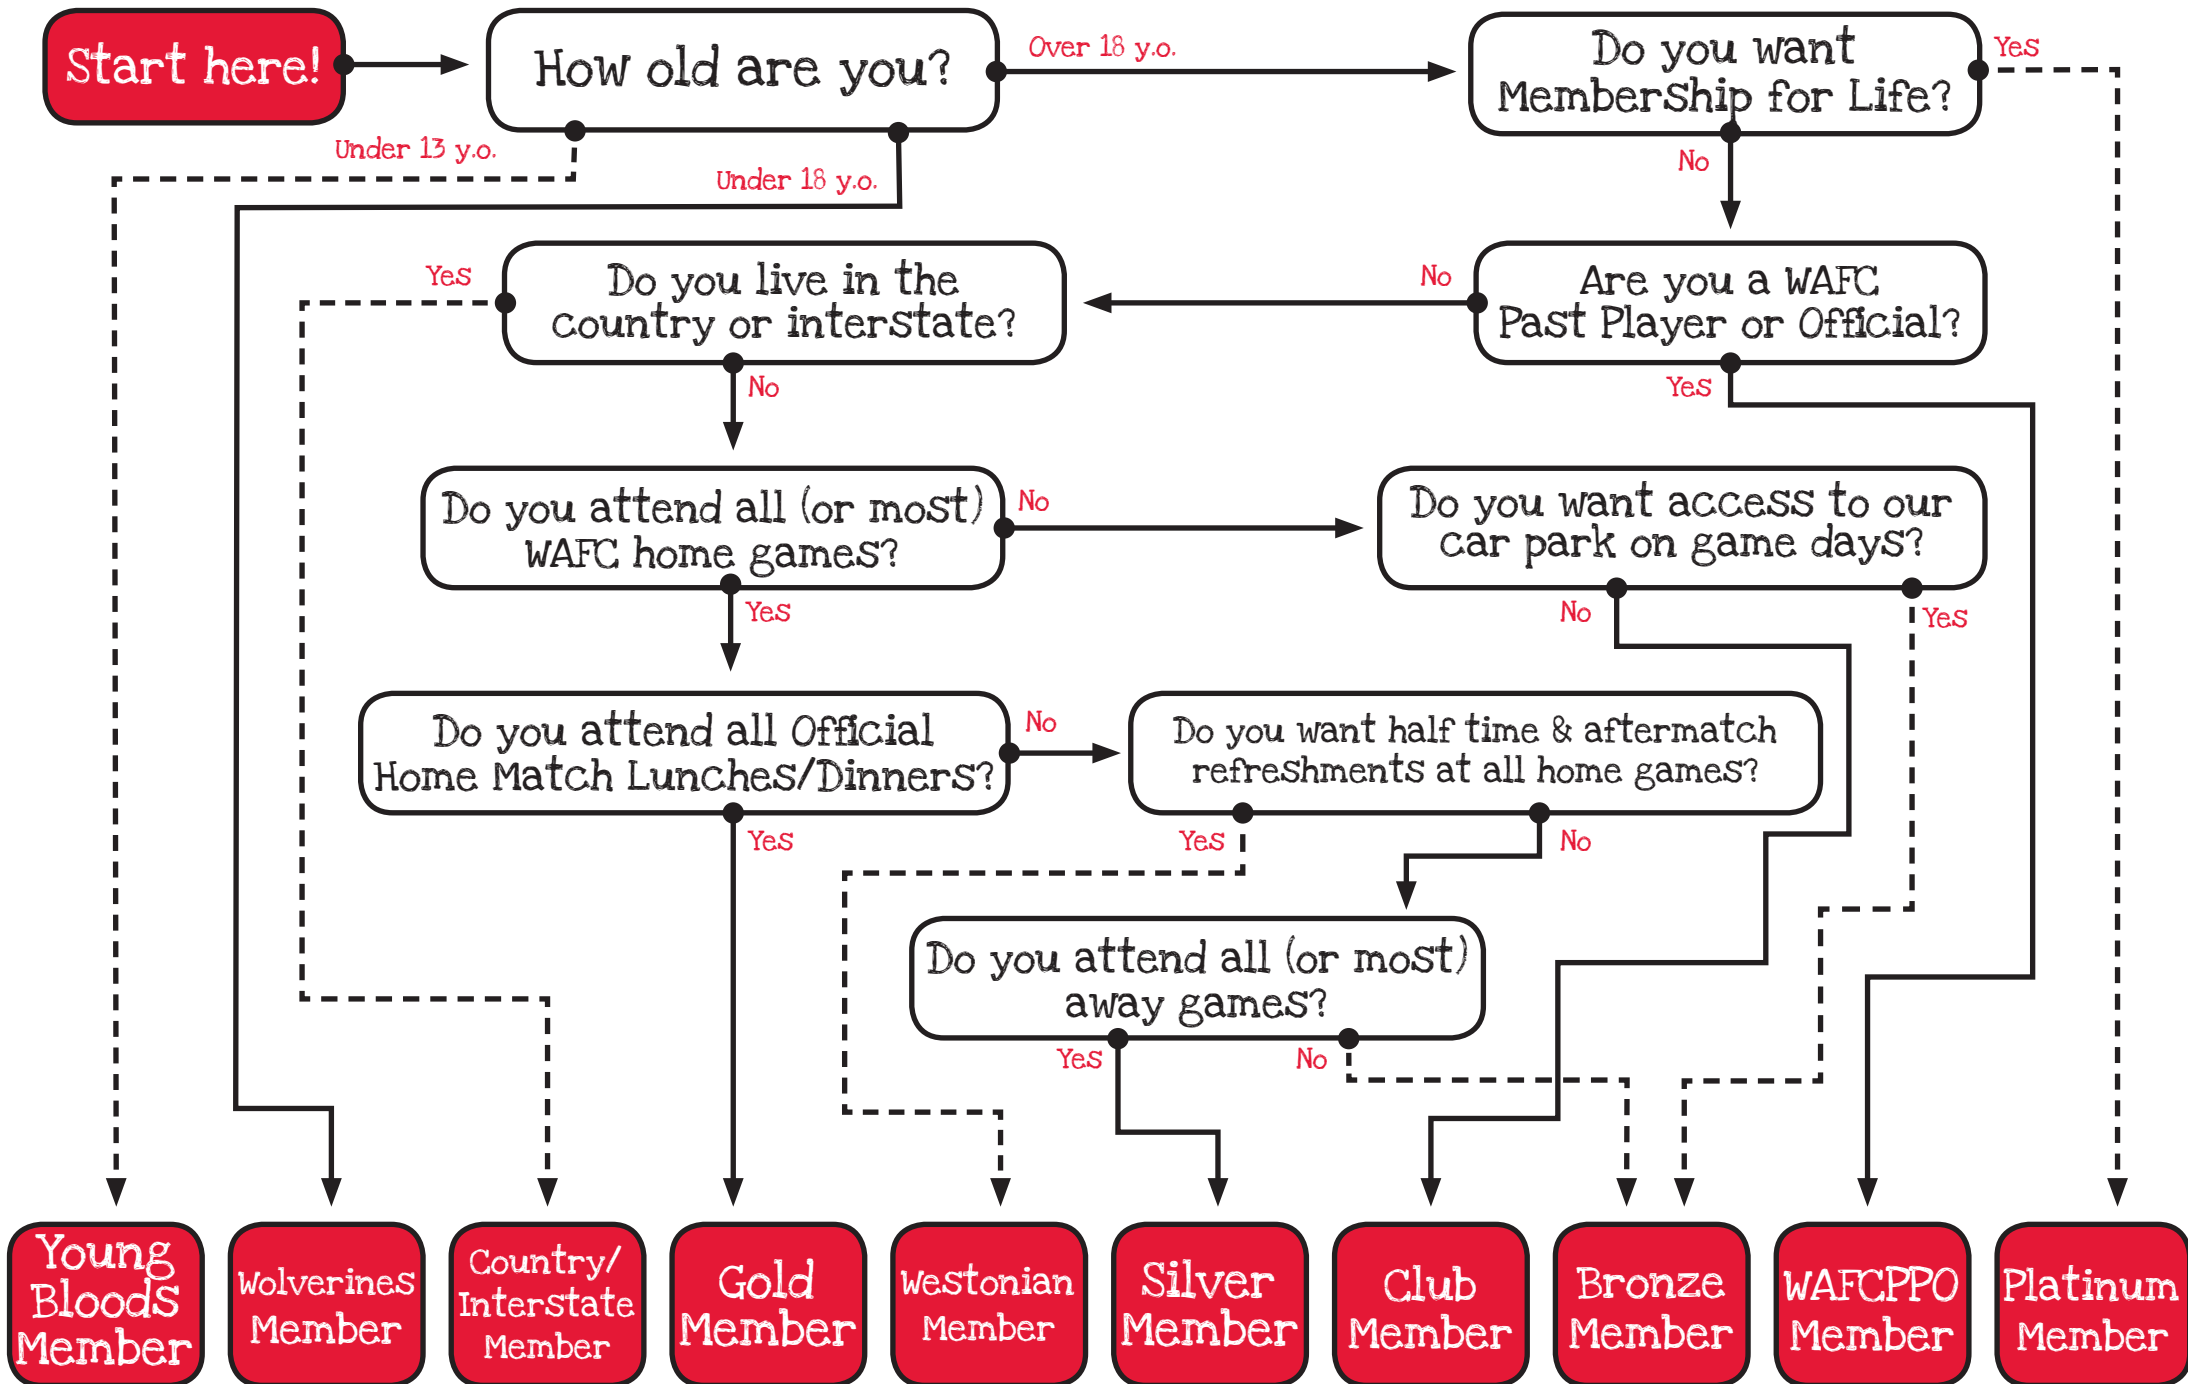 Start here!
How old are you?
Over 18 y.o.
Do you want
Membership for Life?
Yes
Under 13 y.o.
Under 18 y.o.
No
Yes
Do you live in the
country or interstate?
No
Are you a WAFC
Past Player or Official?
No
Yes
Do you attend all (or most)
WAFC home games?
No
Do you want access to our
car park on game days?
Yes
No
Yes
Do you attend all Official
Home Match Lunches/Dinners?
No
Do you want half time & aftermatch
refreshments at all home games?
Yes
Yes
No
Do you attend all (or most)
away games?
Yes
No
Young
Bloods
Member
Wolverines
Member
Country/
Interstate
Member
Gold
Member
Westonian
Member
Silver
Member
Club
Member
Bronze
Member
WAFCPPO
Member
Platinum
Member